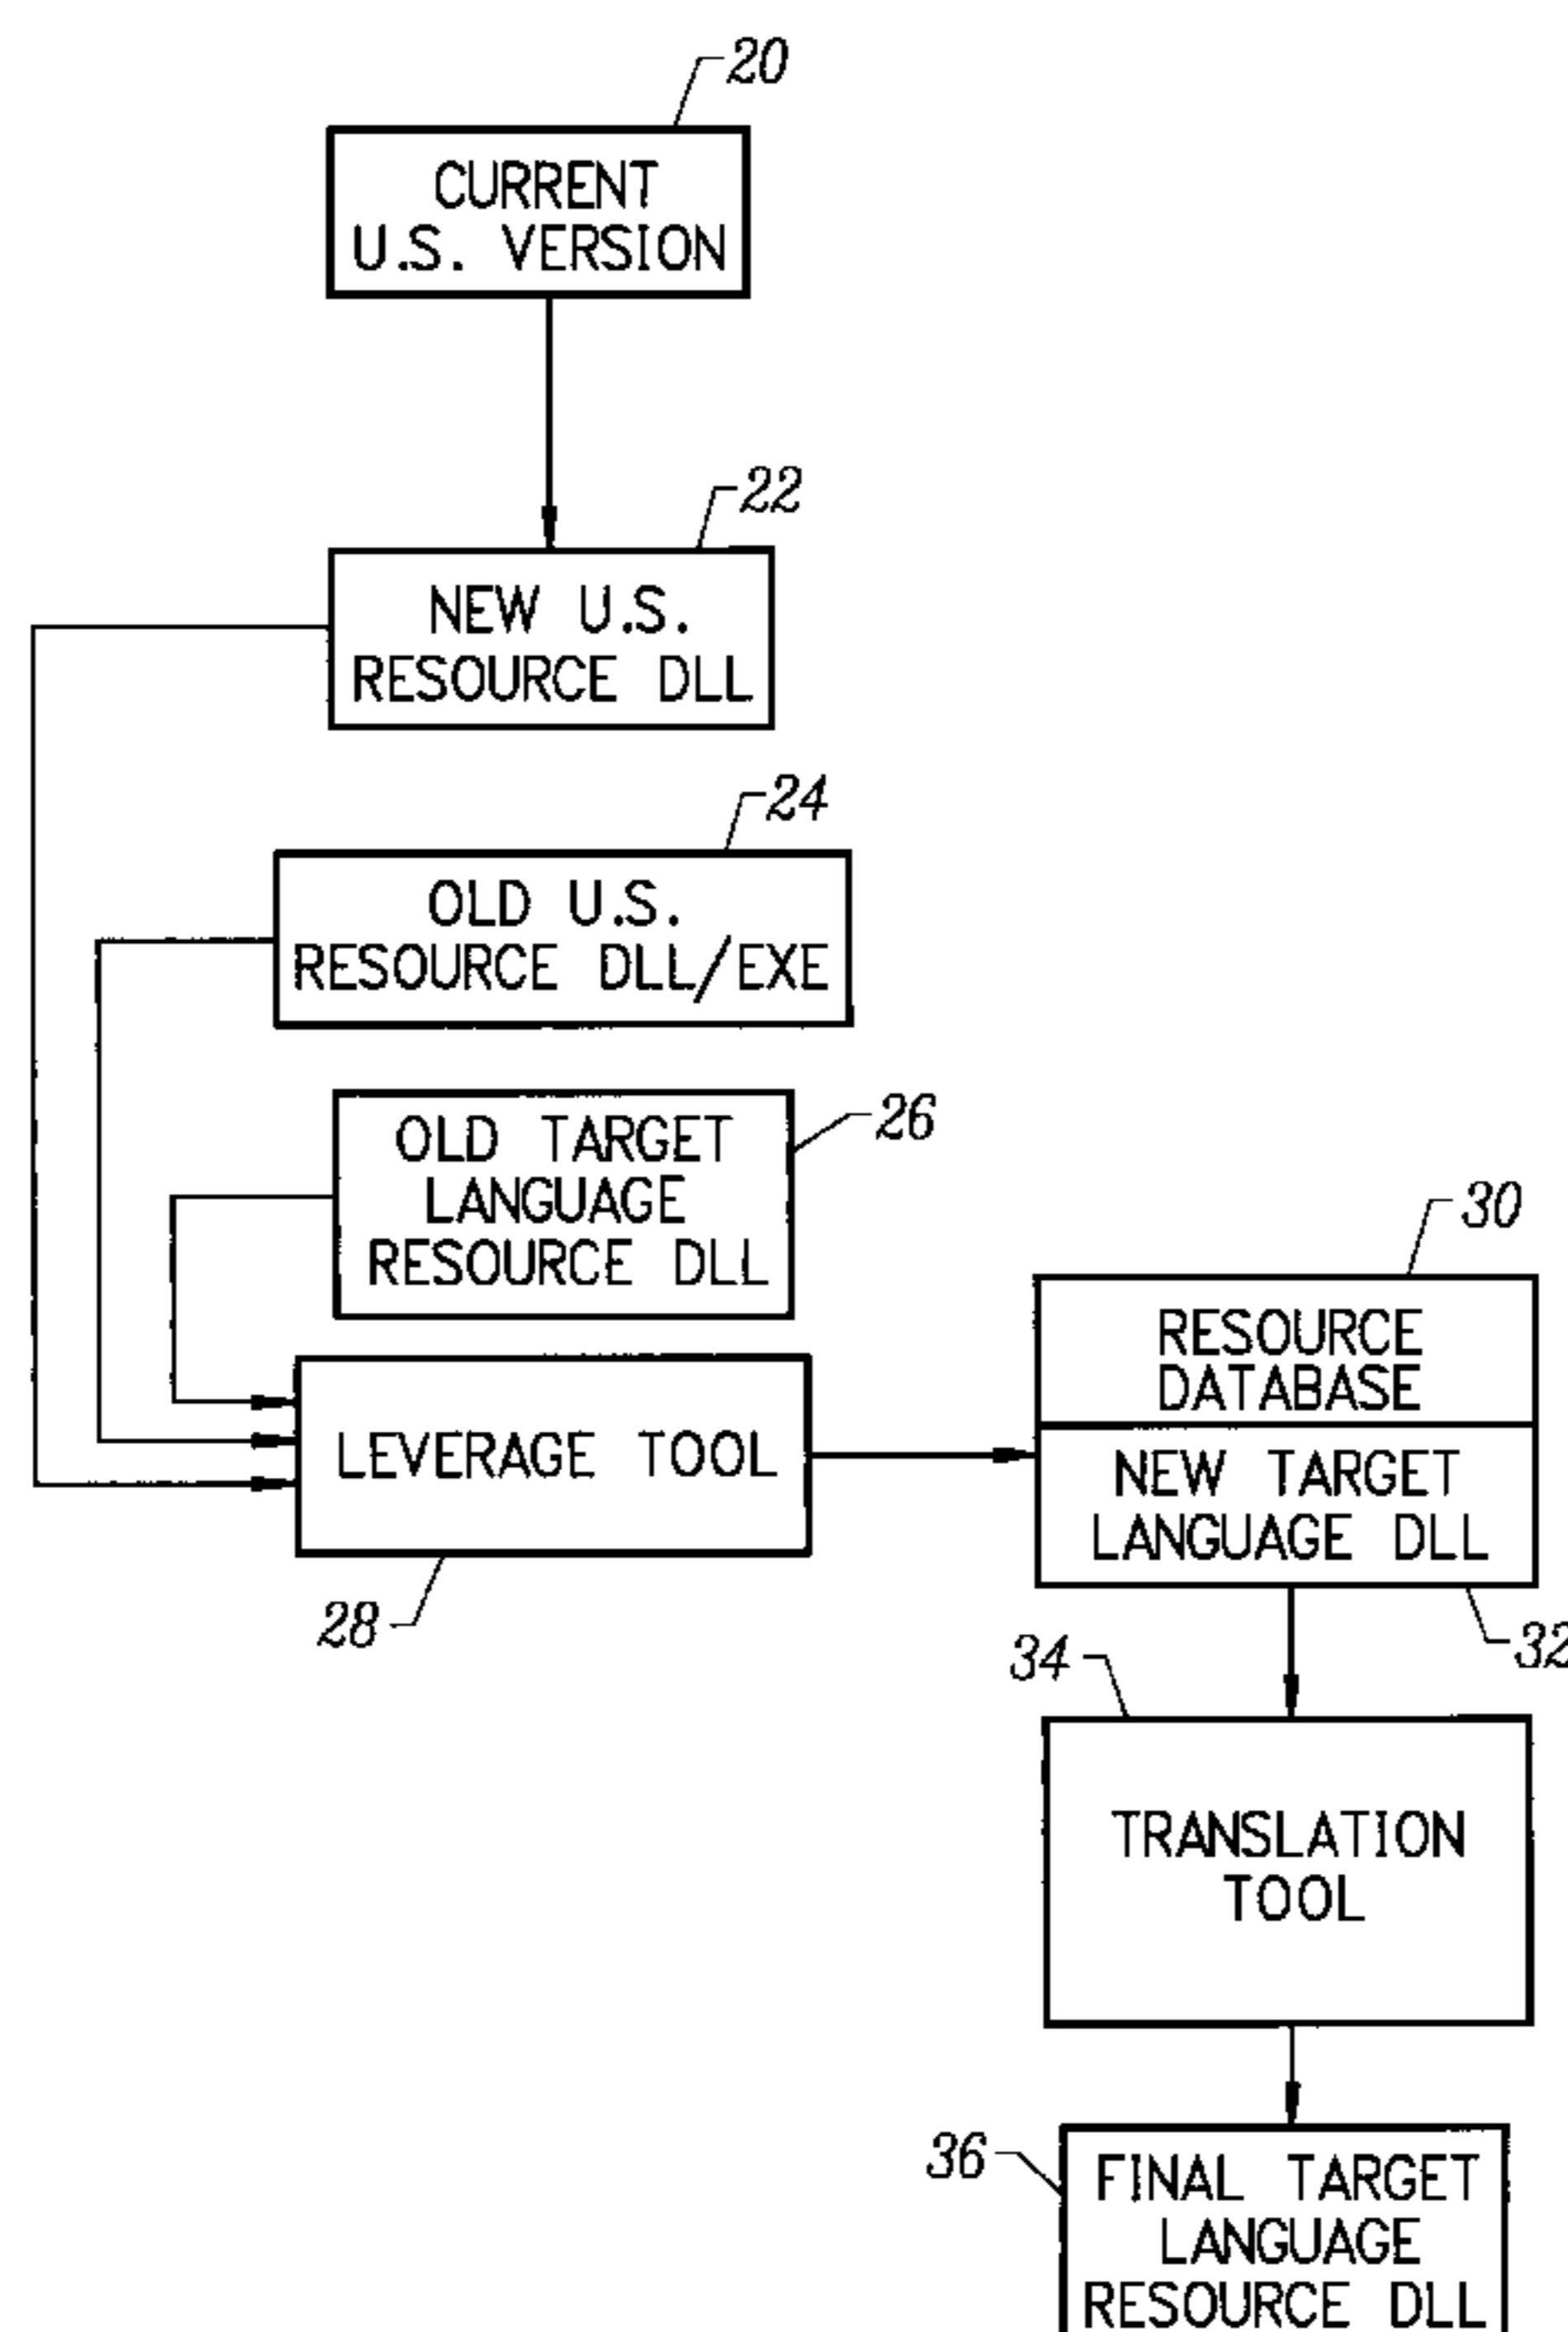 20
CURRENT
U.S. VERSION
22
NEW U.S.
RESOURCE DLL
24
OLD U.S.
RESOURCE DLL/EXE
26
OLD TARGET
LANGUAGE
RESOURCE DLL
30
RESOURCE
DATABASE
LEVERAGE TOOL
NEW TARGET
LANGUAGE DLL
28
32
34
TRANSLATION
TOOL
36
FINAL TARGET
LANGUAGE
RESOURCE DLL